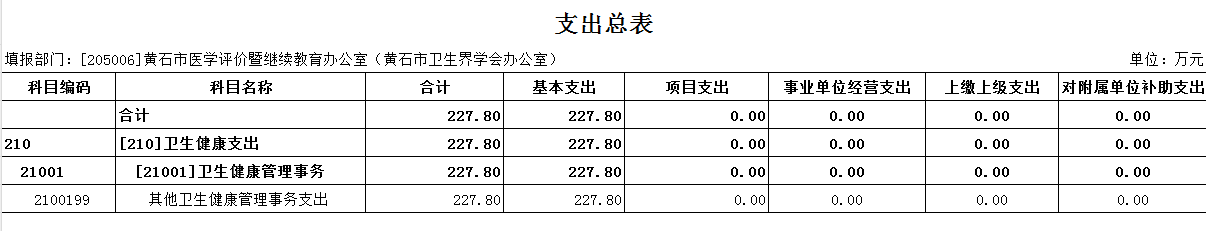 支出总表
填报部门：[205006]黄石市医学评价暨继续教育办公室（黄石市卫生界学会办公室） 单位：万元
科目编码 科目名称 合计 基本支出 项目支出 事业单位经营支出 上缴上级支出 对附属单位补助支出
合计 227.80 227.80 0.00 0.00 0.00 0.00
210 [210]卫生健康支出 227.80 227.80 0.00 0.00 0.00 0.00
21001 [21001]卫生健康管理事务 227.80 227.80 0.00 0.00 0.00 0.00
2100199 其他卫生健康管理事务支出 227.80 227.80 0.00 0.00 0.00 0.00